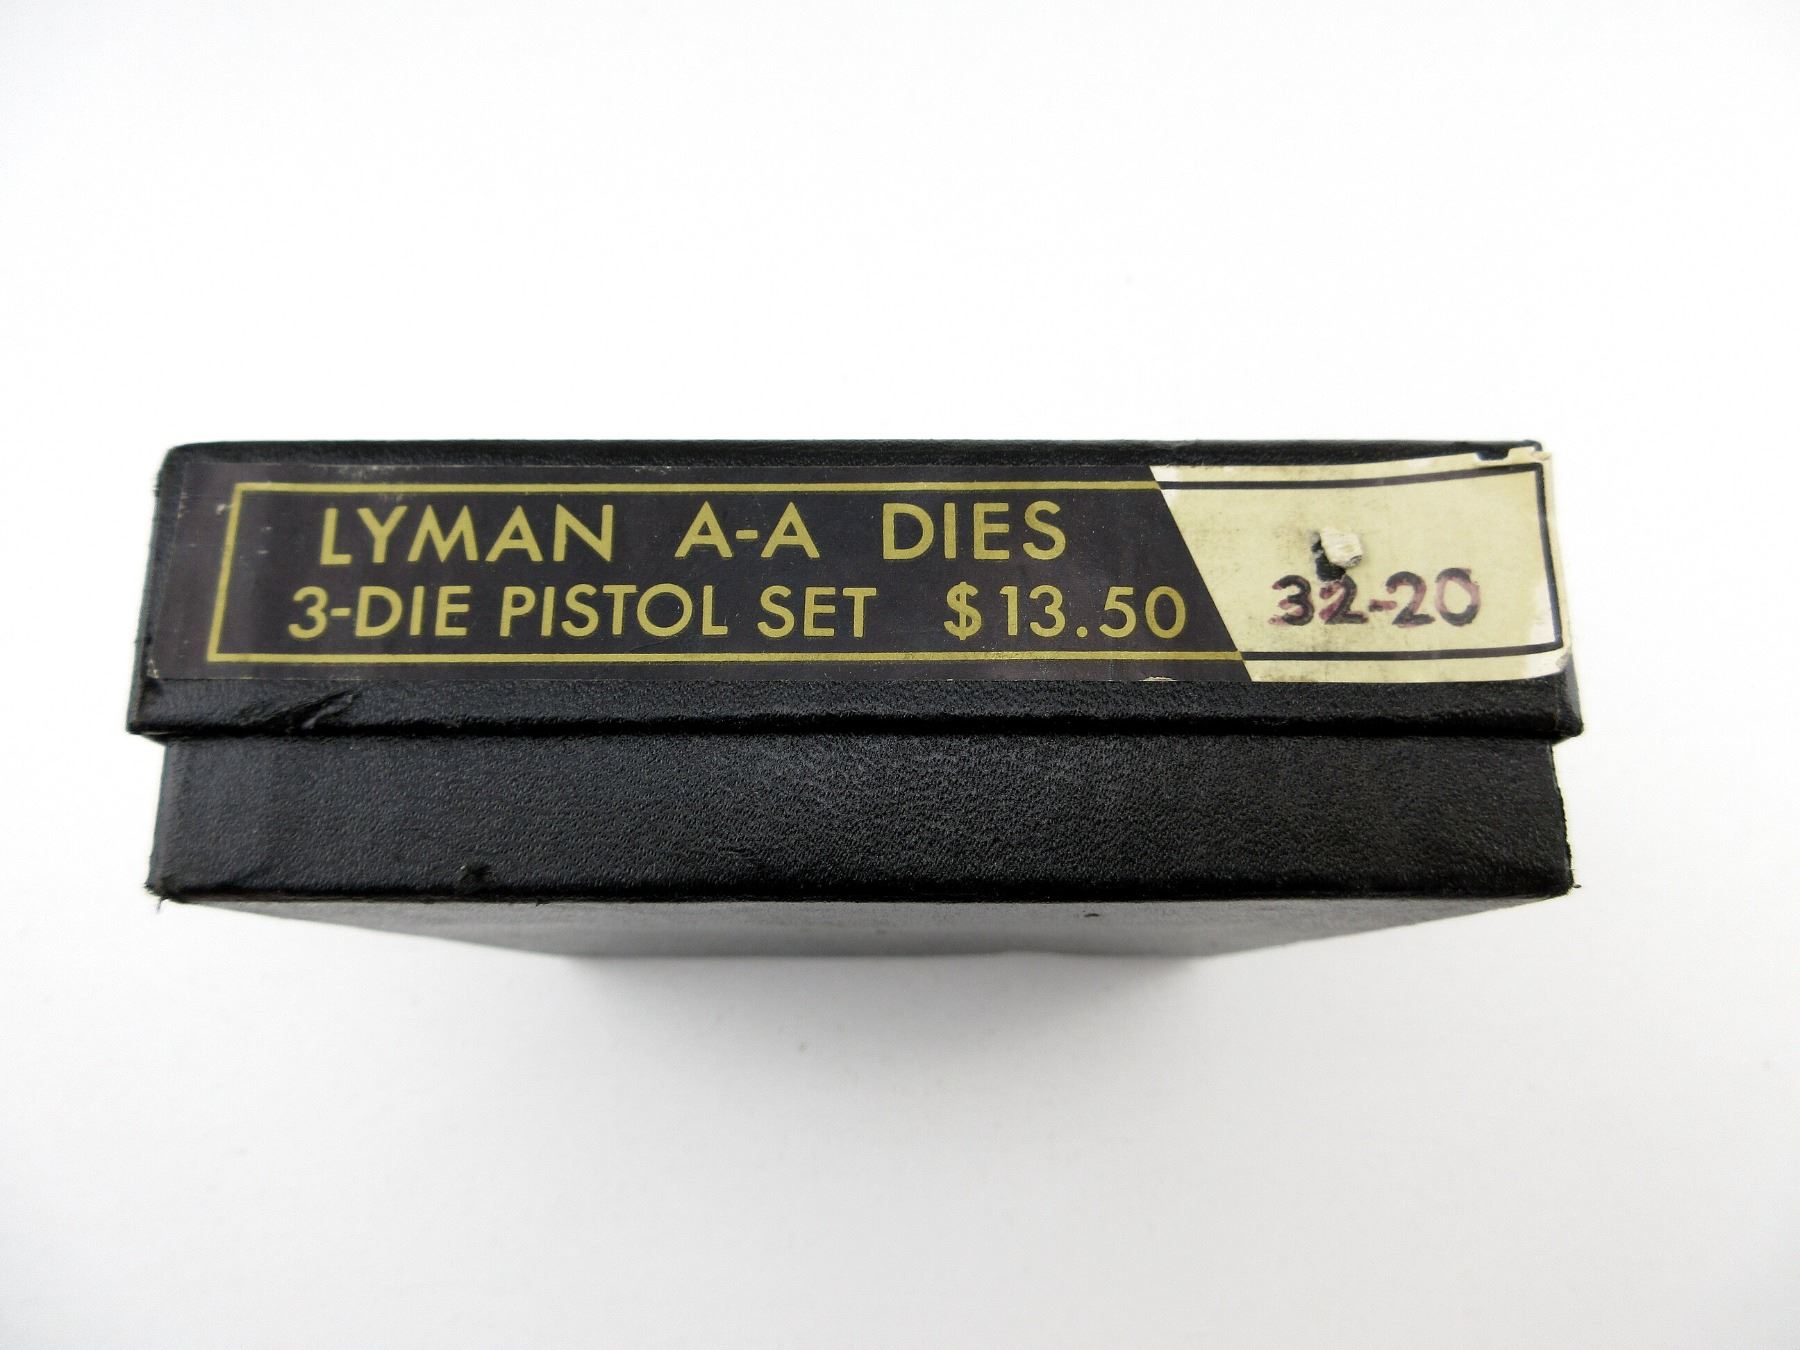 LYMAN A-A DIES
3-DIE PISTOL SET $13.50
32-20